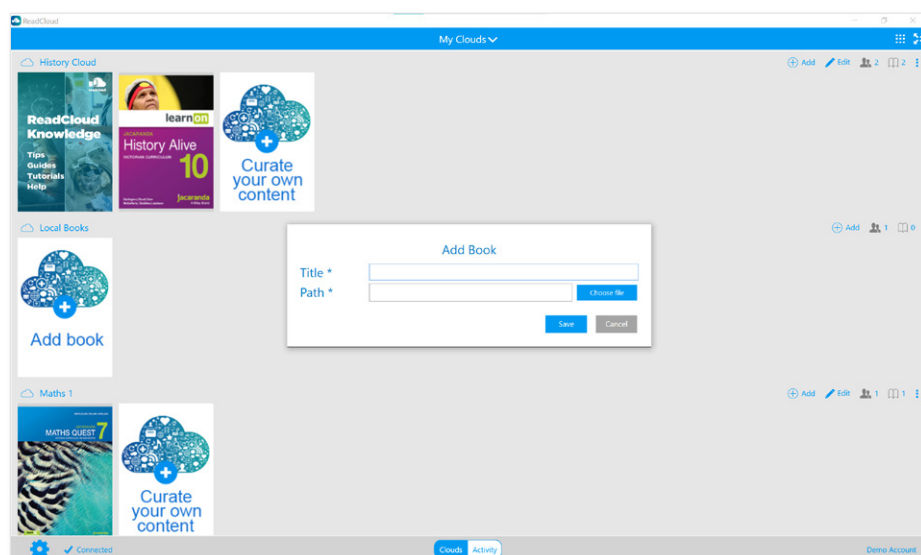 ReadCloud
My Clouds
History Cloud
Add Edit 2 2
ReadCloud
Knowledge
Tips
Guides
Tutorials
Help
learnon
JACARANDA
History Alive
VICTORIAN CURRICULUM
10
jacaranda
Curate
your own
content
Local Books
Add 1 0
Add book
Add Book
Title *
Path *
Choose file
Save Cancel
Maths 1
Add Edit 1 1
MATHS QUEST 7
Curate
your own
content
Connected
Clouds Activity
Demo Account